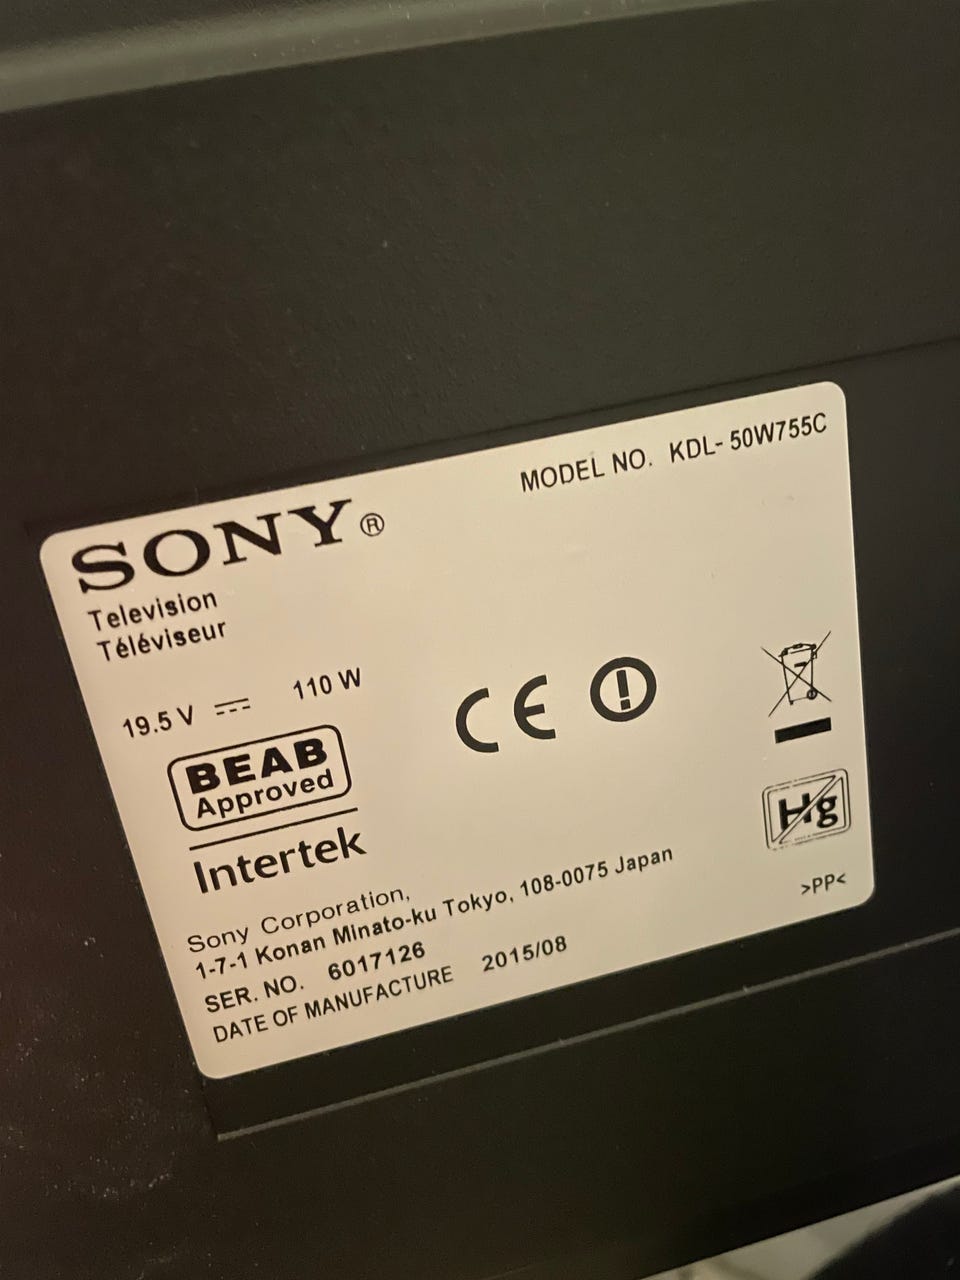 MODEL NO. KDL- 50W755C
SONY®
Television
Téléviseur
19.5 V ⎓ 110 W
CE
BEAB
Approved
Intertek
Hg
Sony Corporation,
1-7-1 Konan Minato-ku Tokyo, 108-0075 Japan
>PP<
SER. NO. 6017126
DATE OF MANUFACTURE 2015/08